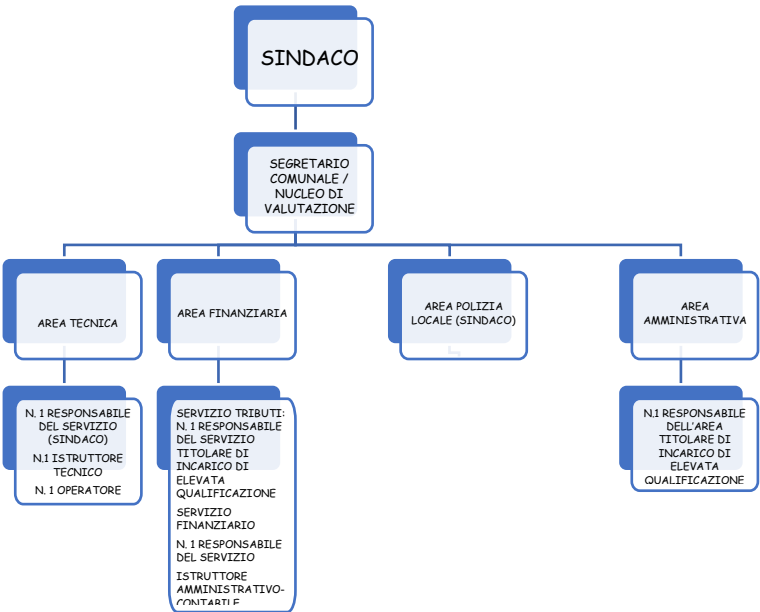 SINDACO
SEGRETARIO
COMUNALE /
NUCLEO DI
VALUTAZIONE
AREA TECNICA
AREA FINANZIARIA
AREA POLIZIA
LOCALE (SINDACO)
AREA
AMMINISTRATIVA
N. 1 RESPONSABILE
DEL SERVIZIO
(SINDACO)
N.1 ISTRUTTORE
TECNICO
N. 1 OPERATORE
SERVIZIO TRIBUTI:
N. 1 RESPONSABILE
DEL SERVIZIO
TITOLARE DI
INCARICO DI
ELEVATA
QUALIFICAZIONE
SERVIZIO
FINANZIARIO
N. 1 RESPONSABILE
DEL SERVIZIO
ISTRUTTORE
AMMINISTRATIVO-
CONTABILE
N.1 RESPONSABILE
DELL'AREA
TITOLARE DI
INCARICO DI
ELEVATA
QUALIFICAZIONE